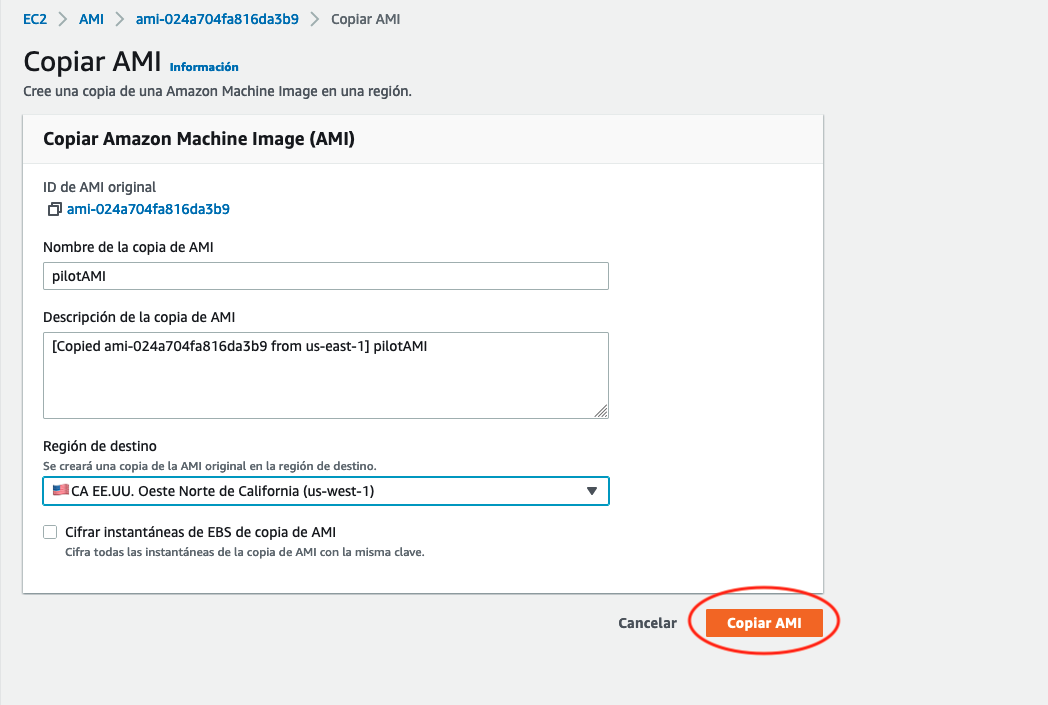 EC2 > AMI > ami-024a704fa816da3b9 > Copiar AMI
Copiar AMI Información
Cree una copia de una Amazon Machine Image en una región.
Copiar Amazon Machine Image (AMI)
ID de AMI original
ami-024a704fa816da3b9
Nombre de la copia de AMI
pilotAMI
Descripción de la copia de AMI
[Copied ami-024a704fa816da3b9 from us-east-1] pilotAMI
Región de destino
Se creará una copia de la AMI original en la región de destino.
CA EE.UU. Oeste Norte de California (us-west-1)
Cifrar instantáneas de EBS de copia de AMI
Cifra todas las instantáneas de la copia de AMI con la misma clave.
Cancelar Copiar AMI